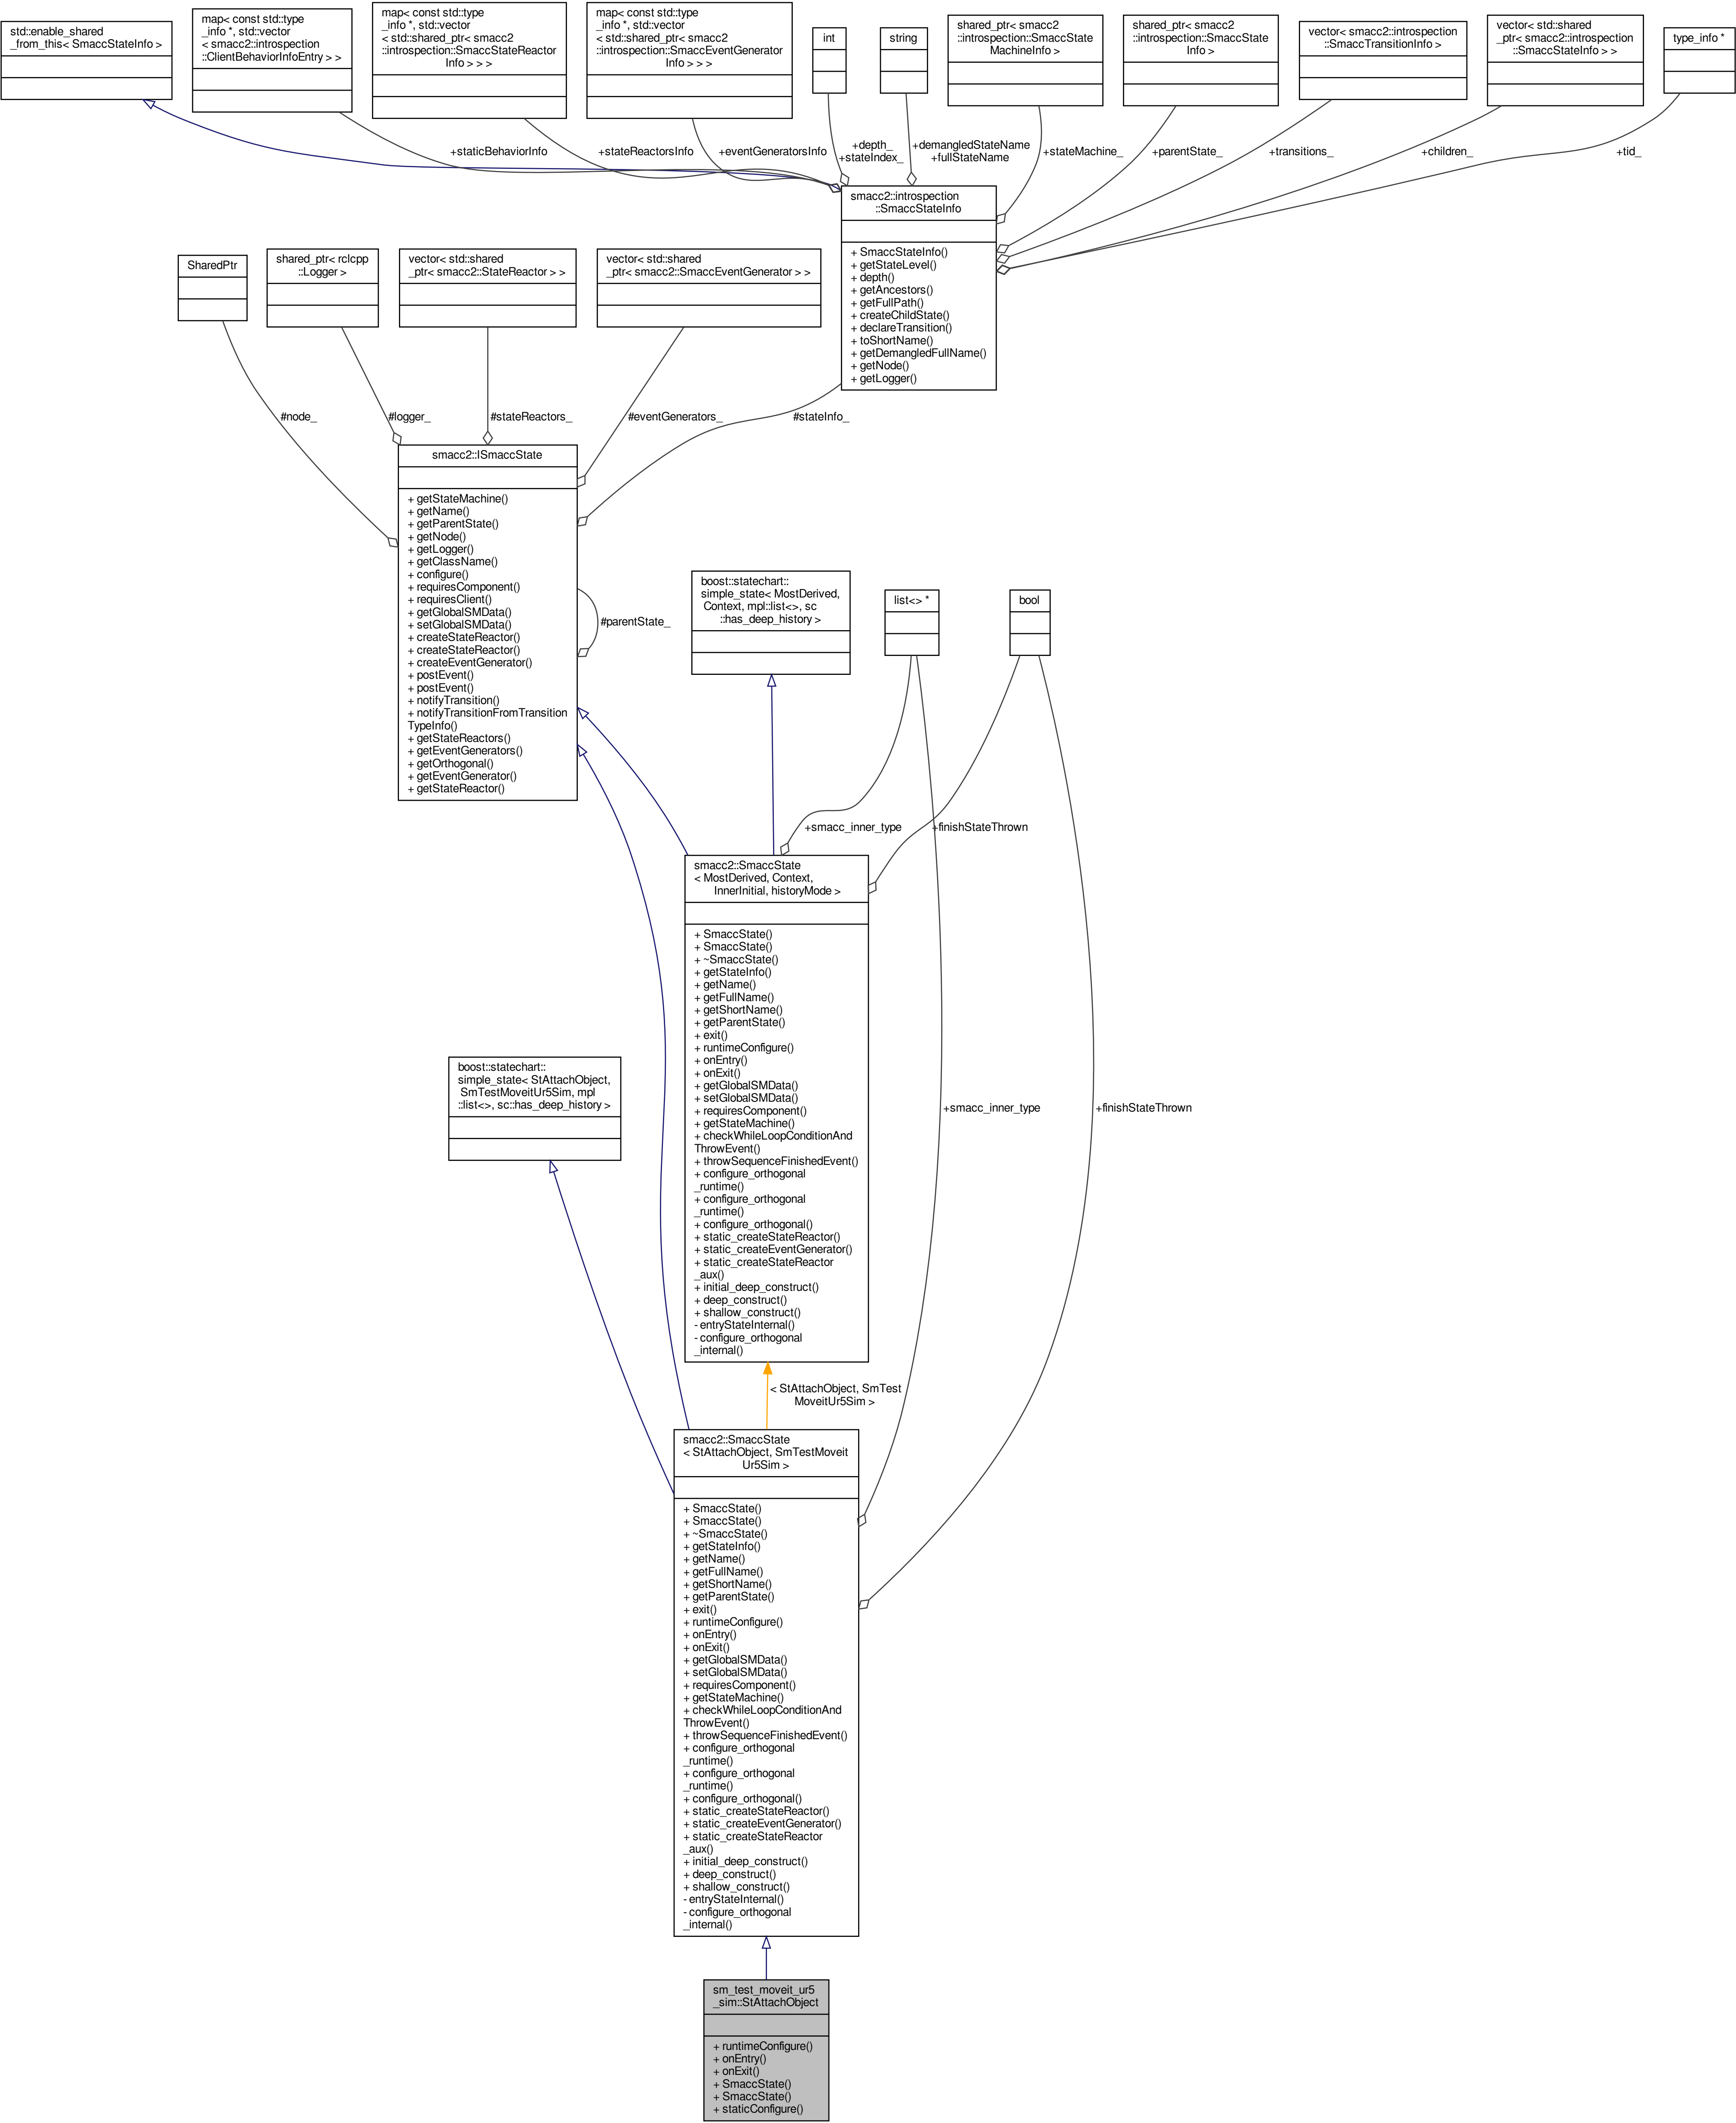 std::enable_shared
_from_this< SmaccStateInfo >
map< const std::type
_info *, std::vector
< smacc2::introspection
::ClientBehaviorInfoEntry > >
map< const std::type
_info *, std::vector
< std::shared_ptr< smacc2
::introspection::SmaccStateReactor
Info > > >
map< const std::type
_info *, std::vector
< std::shared_ptr< smacc2
::introspection::SmaccEventGenerator
Info > > >
int
string
shared_ptr< smacc2
::introspection::SmaccState
MachineInfo >
shared_ptr< smacc2
::introspection::SmaccState
Info >
vector< smacc2::introspection
::SmaccTransitionInfo >
vector< std::shared
_ptr< smacc2::introspection
::SmaccStateInfo > >
type_info *
+staticBehaviorInfo
+stateReactorsInfo
+eventGeneratorsInfo
+depth_
+stateIndex_
+demangledStateName
+fullStateName
+stateMachine_
+parentState_
+transitions_
+children_
+tid_
smacc2::introspection
::SmaccStateInfo
+ SmaccStateInfo()
+ getStateLevel()
+ depth()
+ getAncestors()
+ getFullPath()
+ createChildState()
+ declareTransition()
+ toShortName()
+ getDemangledFullName()
+ getNode()
+ getLogger()
SharedPtr
shared_ptr< rclcpp
::Logger >
vector< std::shared
_ptr< smacc2::StateReactor > >
vector< std::shared
_ptr< smacc2::SmaccEventGenerator > >
#node_
#logger_
#stateReactors_
#eventGenerators_
#stateInfo_
smacc2::ISmaccState
+ getStateMachine()
+ getName()
+ getParentState()
+ getNode()
+ getLogger()
+ getClassName()
+ configure()
+ requiresComponent()
+ requiresClient()
+ getGlobalSMData()
+ setGlobalSMData()
+ createStateReactor()
+ createStateReactor()
+ createEventGenerator()
+ postEvent()
+ postEvent()
+ notifyTransition()
+ notifyTransitionFromTransition
TypeInfo()
+ getStateReactors()
+ getEventGenerators()
+ getOrthogonal()
+ getEventGenerator()
+ getStateReactor()
#parentState_
boost::statechart::
simple_state< MostDerived,
Context, mpl::list<>, sc
::has_deep_history >
list<> *
bool
+smacc_inner_type
+finishStateThrown
smacc2::SmaccState
< MostDerived, Context,
InnerInitial, historyMode >
+ SmaccState()
+ SmaccState()
+ ~SmaccState()
+ getStateInfo()
+ getName()
+ getFullName()
+ getShortName()
+ getParentState()
+ exit()
+ runtimeConfigure()
+ onEntry()
+ onExit()
+ getGlobalSMData()
+ setGlobalSMData()
+ requiresComponent()
+ getStateMachine()
+ checkWhileLoopConditionAnd
ThrowEvent()
+ throwSequenceFinishedEvent()
+ configure_orthogonal
_runtime()
+ configure_orthogonal
_runtime()
+ configure_orthogonal()
+ static_createStateReactor()
+ static_createEventGenerator()
+ static_createStateReactor
_aux()
+ initial_deep_construct()
+ deep_construct()
+ shallow_construct()
- entryStateInternal()
- configure_orthogonal
_internal()
boost::statechart::
simple_state< StAttachObject,
SmTestMoveitUr5Sim, mpl
::list<>, sc::has_deep_history >
+smacc_inner_type
+finishStateThrown
< StAttachObject, SmTest
MoveitUr5Sim >
smacc2::SmaccState
< StAttachObject, SmTestMoveit
Ur5Sim >
+ SmaccState()
+ SmaccState()
+ ~SmaccState()
+ getStateInfo()
+ getName()
+ getFullName()
+ getShortName()
+ getParentState()
+ exit()
+ runtimeConfigure()
+ onEntry()
+ onExit()
+ getGlobalSMData()
+ setGlobalSMData()
+ requiresComponent()
+ getStateMachine()
+ checkWhileLoopConditionAnd
ThrowEvent()
+ throwSequenceFinishedEvent()
+ configure_orthogonal
_runtime()
+ configure_orthogonal
_runtime()
+ configure_orthogonal()
+ static_createStateReactor()
+ static_createEventGenerator()
+ static_createStateReactor
_aux()
+ initial_deep_construct()
+ deep_construct()
+ shallow_construct()
- entryStateInternal()
- configure_orthogonal
_internal()
sm_test_moveit_ur5
_sim::StAttachObject
+ runtimeConfigure()
+ onEntry()
+ onExit()
+ SmaccState()
+ SmaccState()
+ staticConfigure()